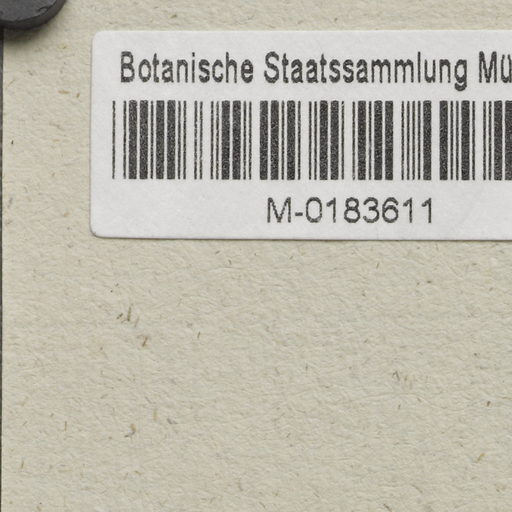 Botanische Staatssammlung Mü
M-0183611